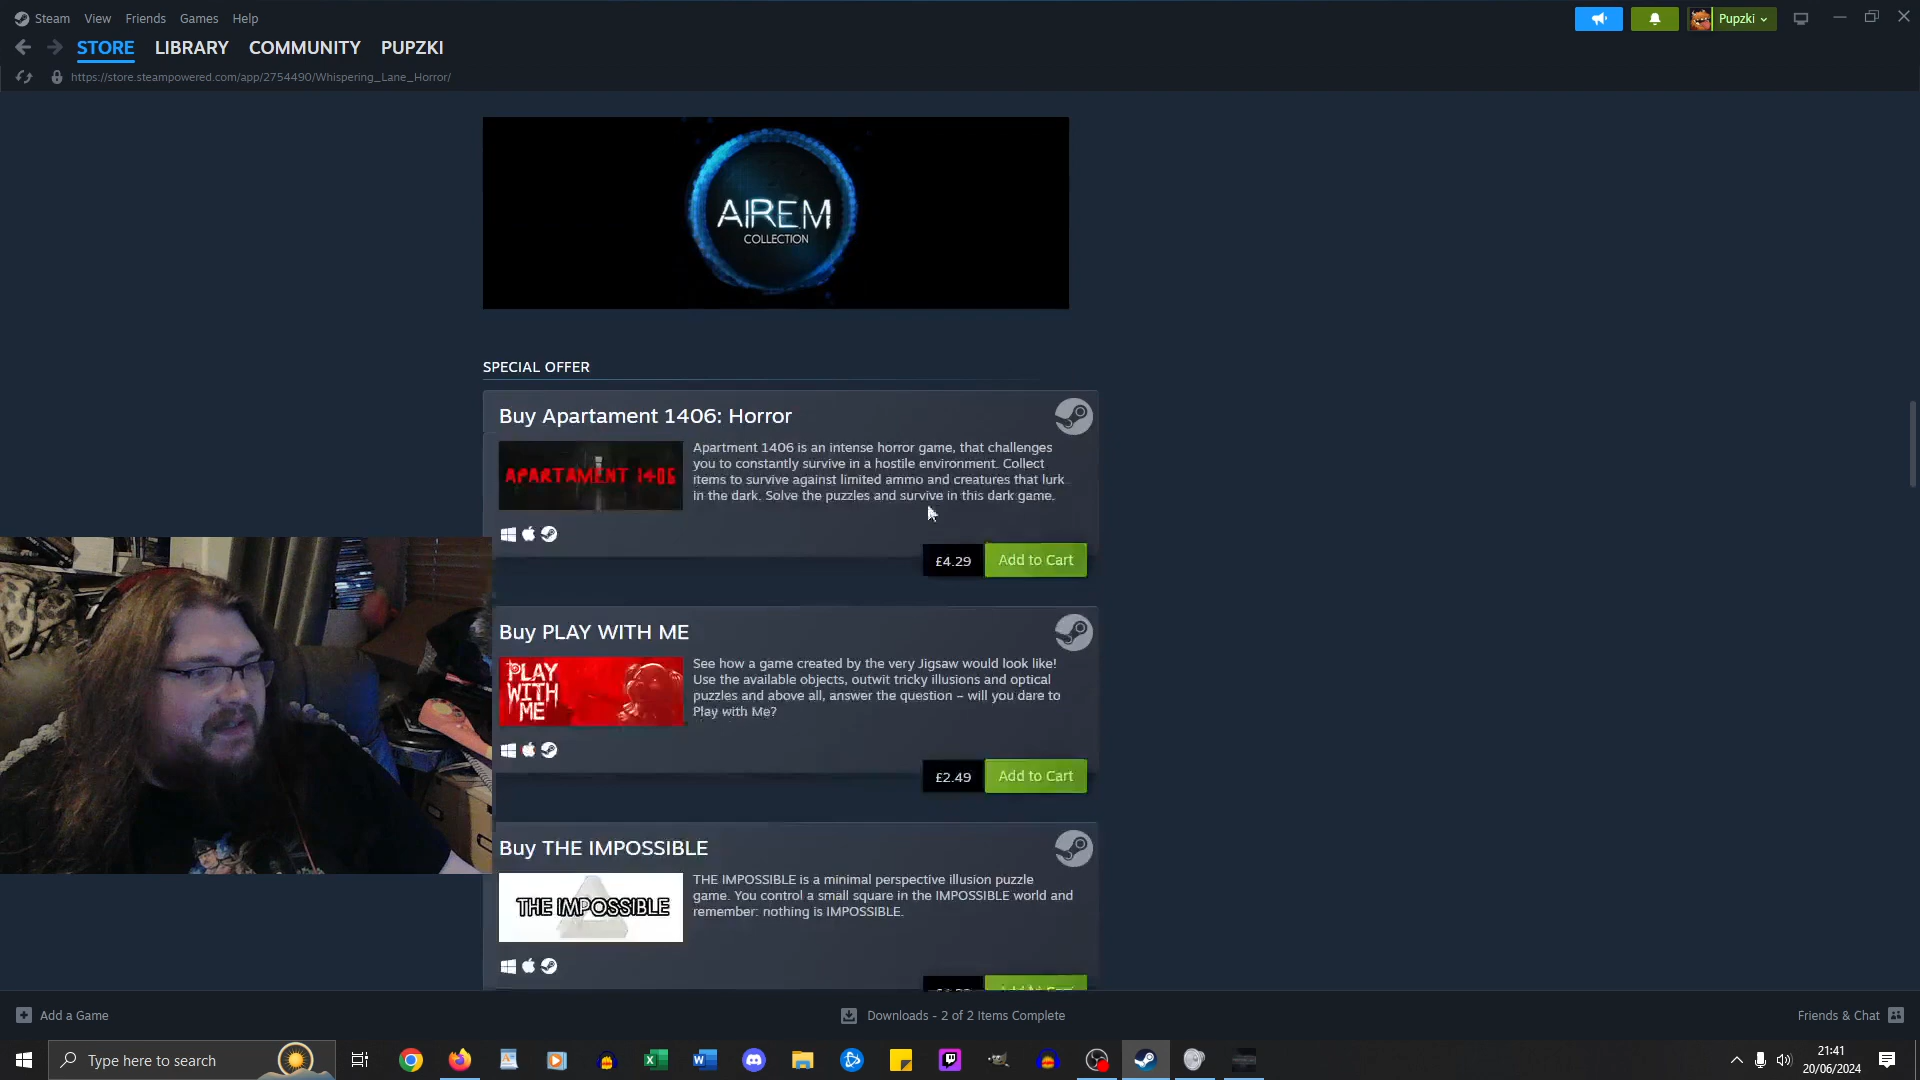 Steam View Friends Games Help
Pupzki
STORE LIBRARY COMMUNITY PUPZKI
https://store.steampowered.com/app/2754490/Whispering_Lane_Horror/
AIREM
COLLECTION
SPECIAL OFFER
Buy Apartament 1406: Horror
APARTAMENT 1406
Apartment 1406 is an intense horror game, that challenges
you to constantly survive in a hostile environment. Collect
items to survive against limited ammo and creatures that lurk
in the dark. Solve the puzzles and survive in this dark game.
£4.29 Add to Cart
Buy PLAY WITH ME
PLAY
WITH
ME
See how a game created by the very Jigsaw would look like!
Use the available objects, outwit tricky illusions and optical
puzzles and above all, answer the question – will you dare to
Play with Me?
£2.49 Add to Cart
Buy THE IMPOSSIBLE
THE IMPOSSIBLE
THE IMPOSSIBLE is a minimal perspective illusion puzzle
game. You control a small square in the IMPOSSIBLE world and
remember: nothing is IMPOSSIBLE.
Add a Game
Downloads - 2 of 2 Items Complete
Friends & Chat
Type here to search
21:41
20/06/2024